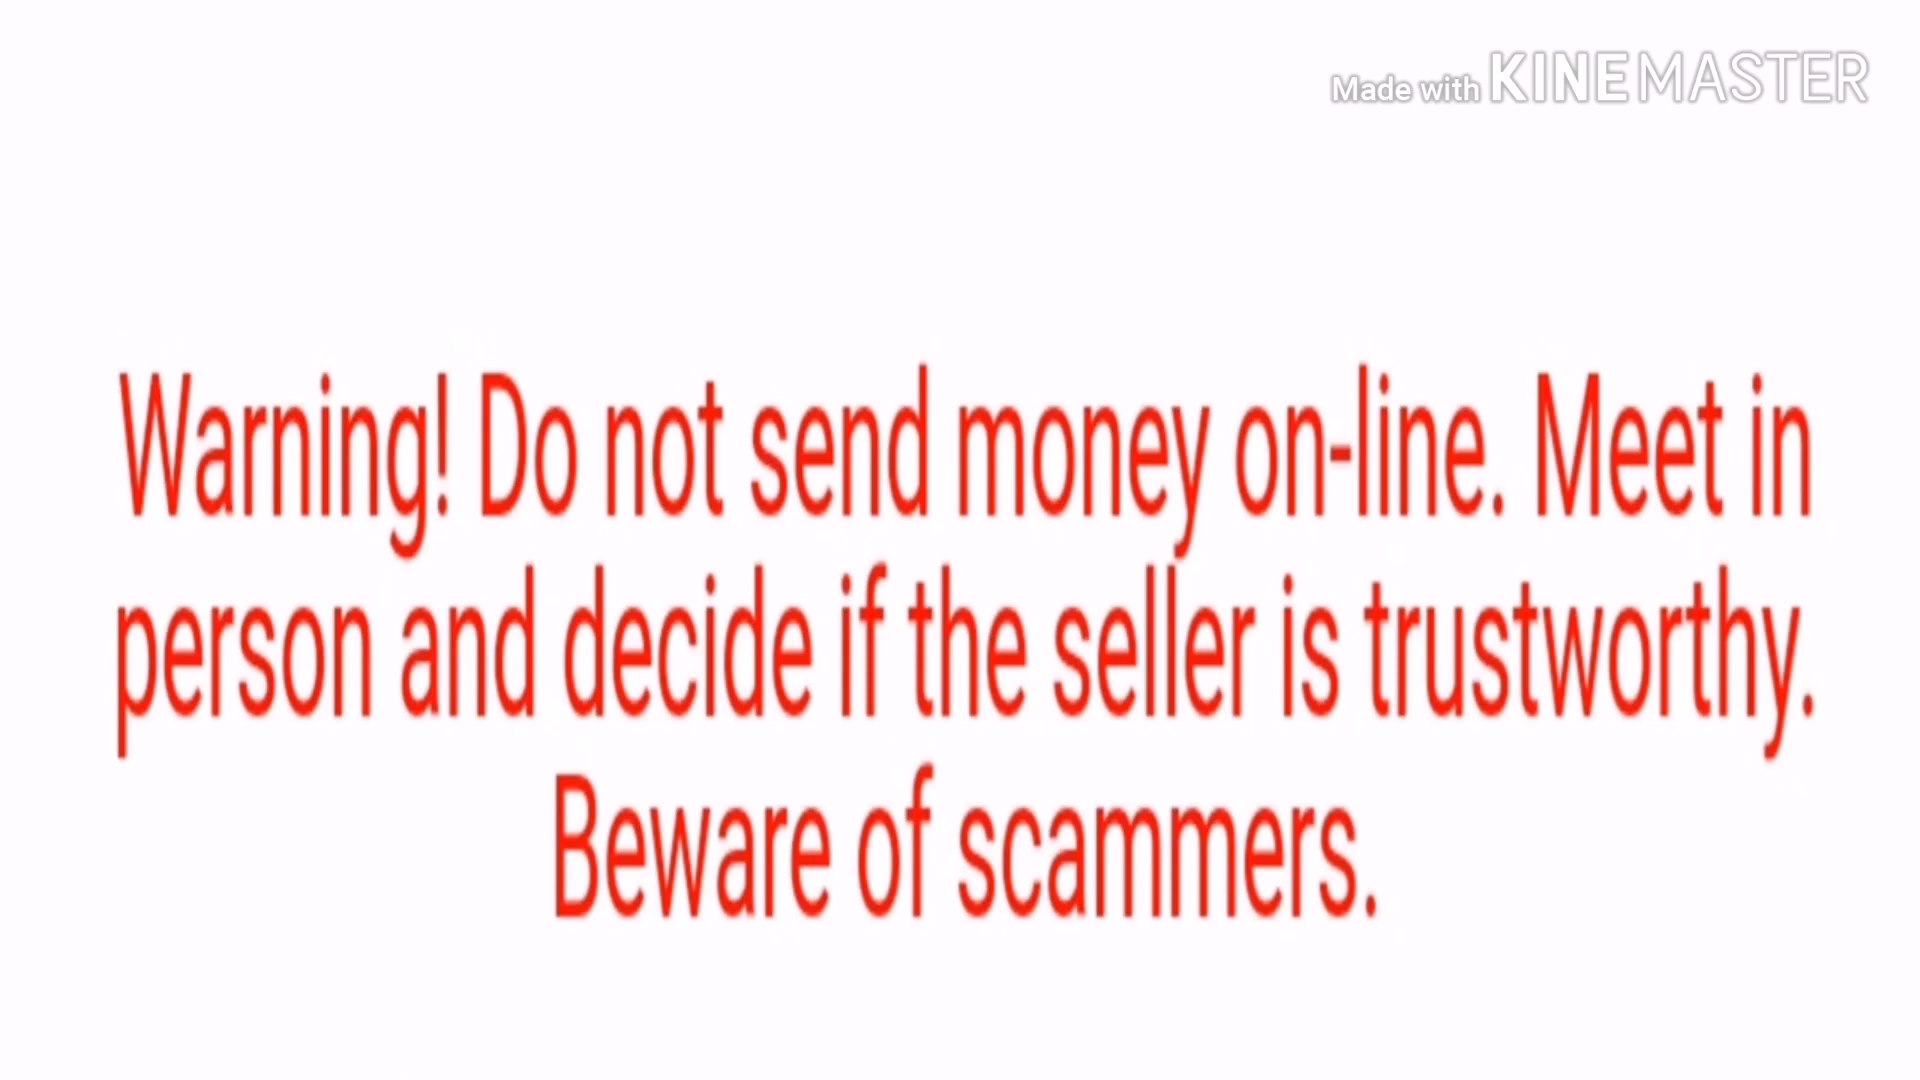 Made with KINEMASTER
Warning! Do not send money on-line. Meet in
person and decide if the seller is trustworthy.
Beware of scammers.